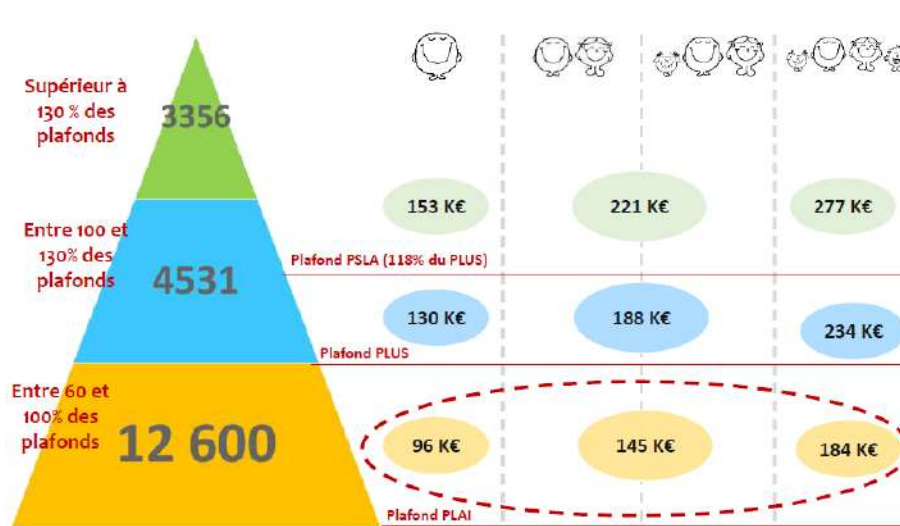 Supérieur à
130 % des
plafonds
3356
153 K€
221 K€
277 K€
Entre 100 et
130% des
plafonds
4531
Plafond PSLA (118% du PLUS)
130 K€
188 K€
234 K€
Plafond PLUS
Entre 60 et
100% des
plafonds
12 600
96 K€
145 K€
184 K€
Plafond PLAI